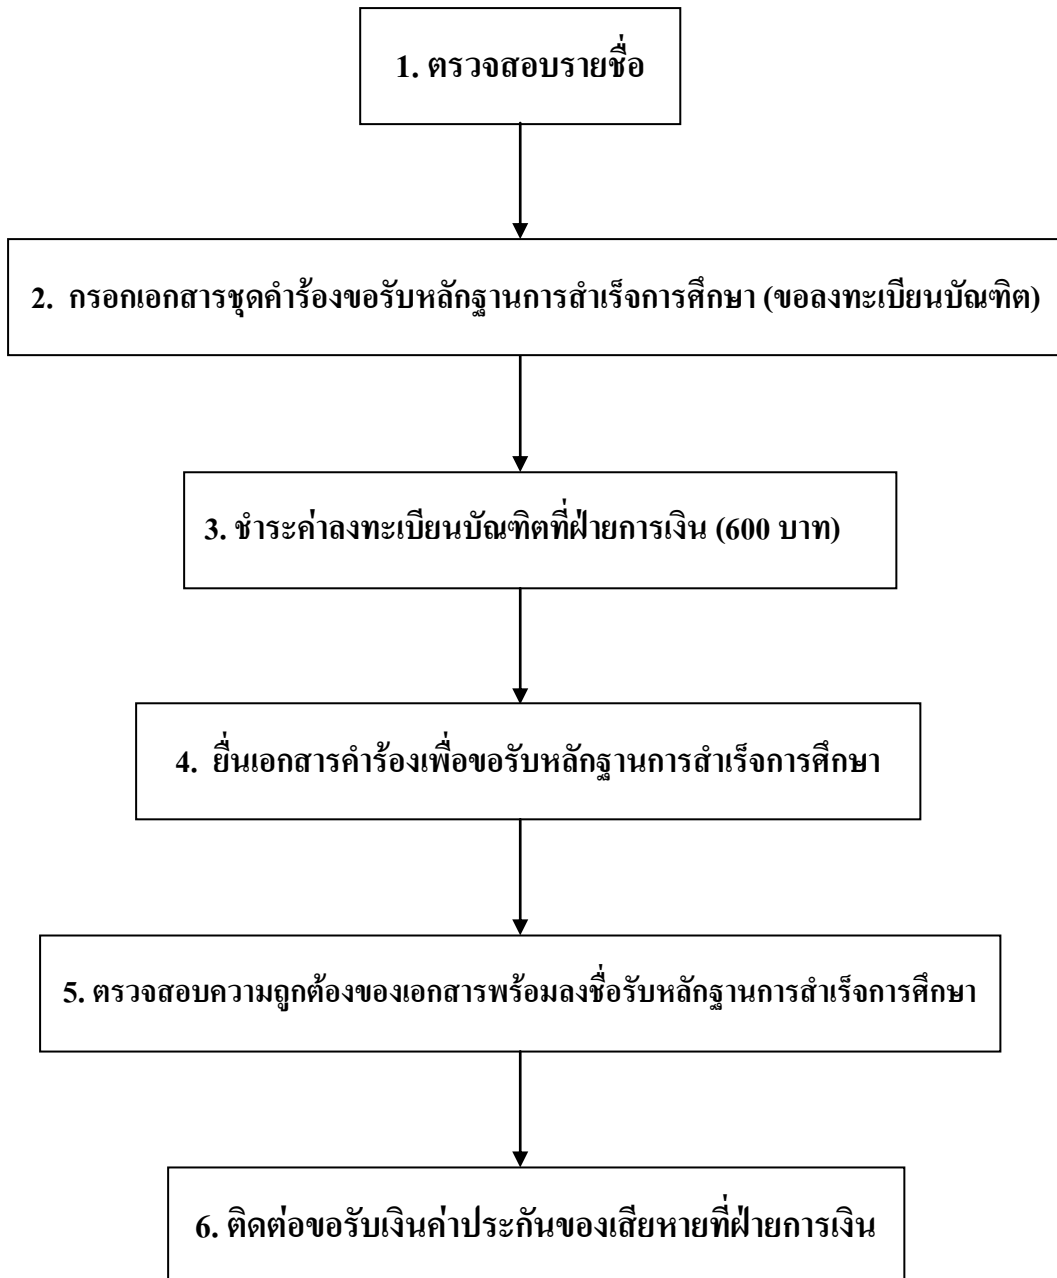 1. ตรวจสอบรายชื่อ
2. กรอกเอกสารชุดคำร้องขอรับหลักฐานการสำเร็จการศึกษา (ขอลงทะเบียนบัณฑิต)
3. ชำระค่าลงทะเบียนบัณฑิตที่ฝ่ายการเงิน (600 บาท)
4. ยื่นเอกสารคำร้องเพื่อขอรับหลักฐานการสำเร็จการศึกษา
5. ตรวจสอบความถูกต้องของเอกสารพร้อมลงชื่อรับหลักฐานการสำเร็จการศึกษา
6. ติดต่อขอรับเงินค่าประกันของเสียหายที่ฝ่ายการเงิน